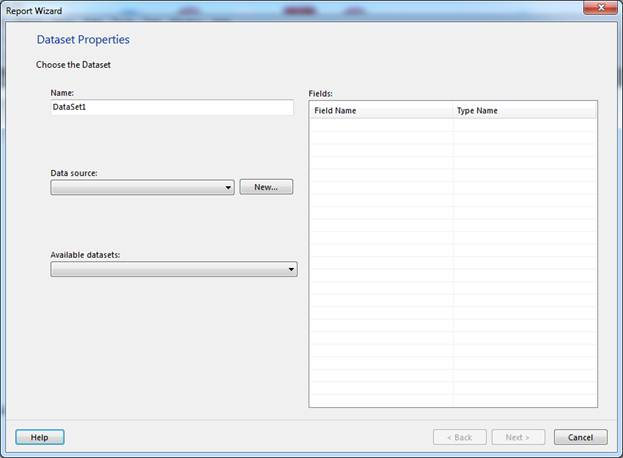 Report Wizard
Dataset Properties
Choose the Dataset
Name:
DataSet1
Data source:
New...
Available datasets:
Fields:
Field Name Type Name
Help
< Back Next > Cancel